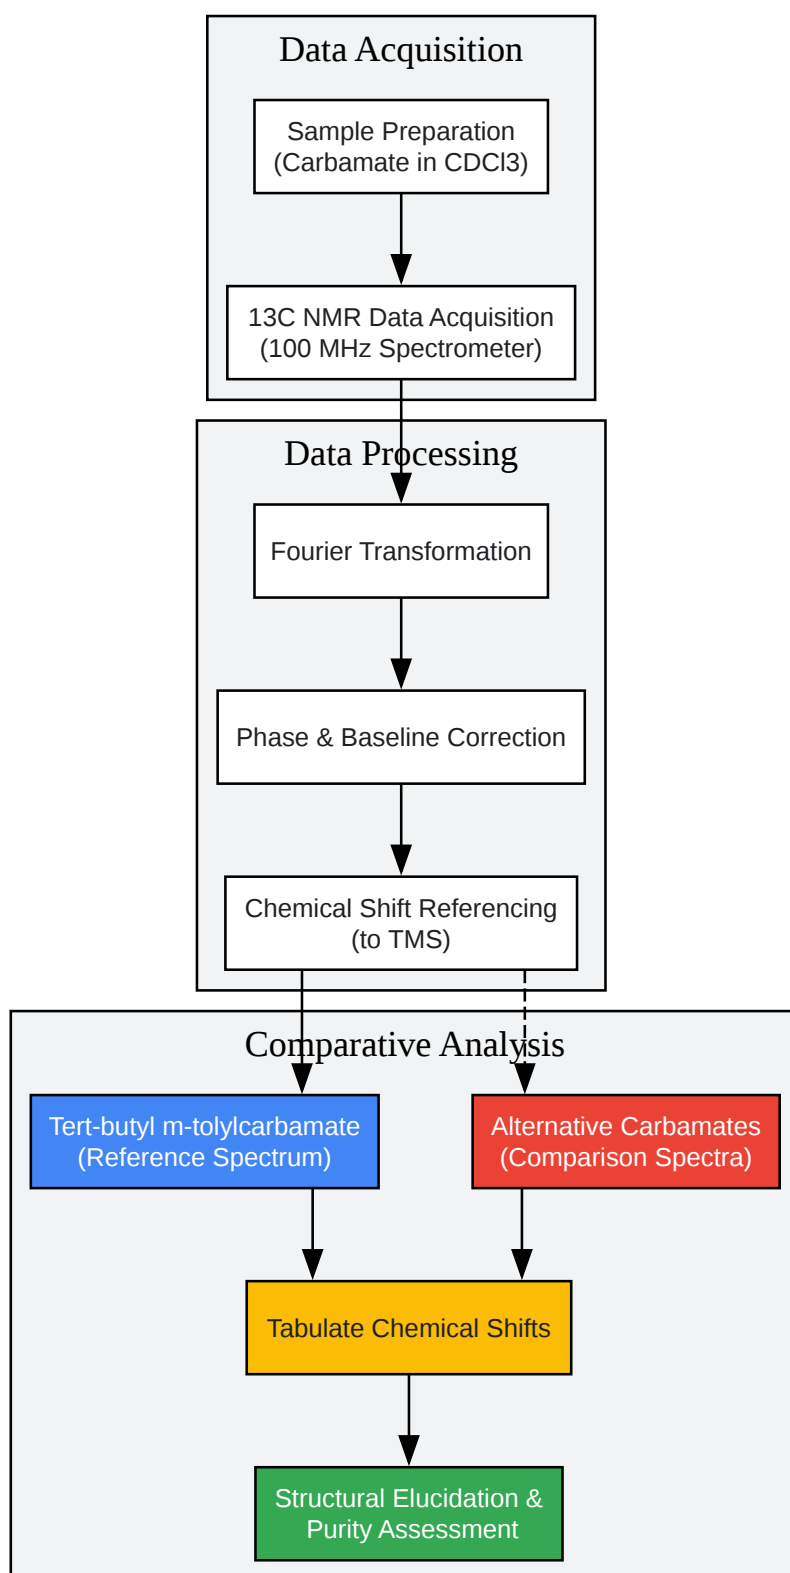 Data Acquisition
Sample Preparation
(Carbamate in CDCl3)
13C NMR Data Acquisition
(100 MHz Spectrometer)
Data Processing
Fourier Transformation
Phase & Baseline Correction
Chemical Shift Referencing
(to TMS)
Comparative Analysis
Tert-butyl m-tolylcarbamate
(Reference Spectrum)
Alternative Carbamates
(Comparison Spectra)
Tabulate Chemical Shifts
Structural Elucidation &
Purity Assessment